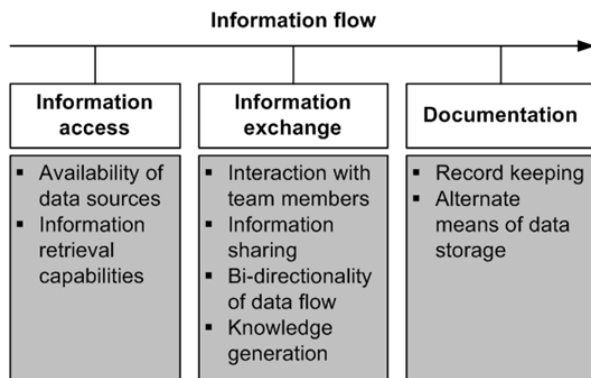 Information flow
Information
access
Information
exchange
Documentation
▪ Availability of
data sources
▪ Information
retrieval
capabilities
▪ Interaction with
team members
▪ Information
sharing
▪ Bi-directionality
of data flow
▪ Knowledge
generation
▪ Record keeping
▪ Alternate
means of data
storage